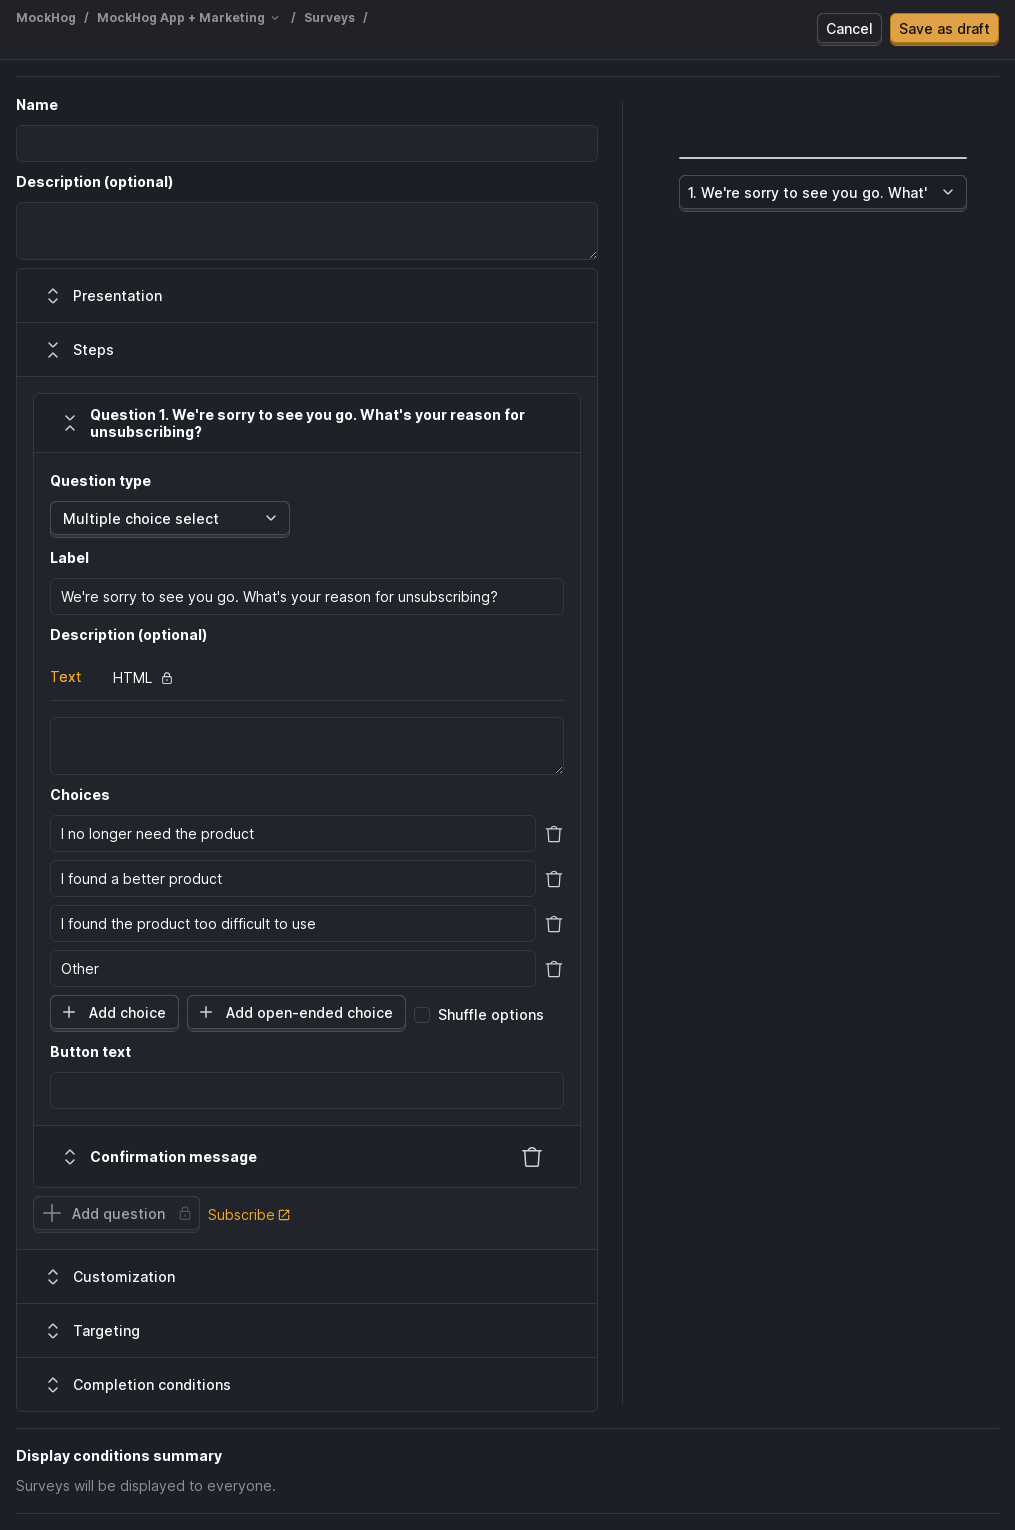 MockHog / MockHog App + Marketing / Surveys /
Cancel
Save as draft
Name
Description (optional)
Presentation
Steps
Question 1. We're sorry to see you go. What's your reason for
unsubscribing?
Question type
Multiple choice select
Label
We're sorry to see you go. What's your reason for unsubscribing?
Description (optional)
Text
HTML
Choices
I no longer need the product
I found a better product
I found the product too difficult to use
Other
Add choice
Add open-ended choice
Shuffle options
Button text
Confirmation message
Add question
Subscribe
Customization
Targeting
Completion conditions
1. We're sorry to see you go. What'
Display conditions summary
Surveys will be displayed to everyone.